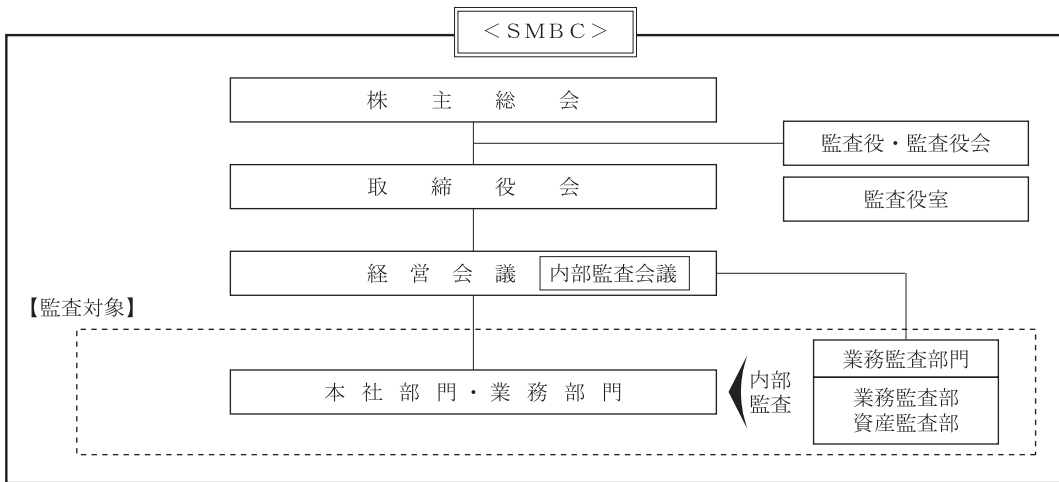 ＜SMBC＞
株主総会
監査役・監査役会
取締役会
監査役室
経営会議 内部監査会議
【監査対象】
業務監査部門
本社部門・業務部門
内部
監査
業務監査部
資産監査部